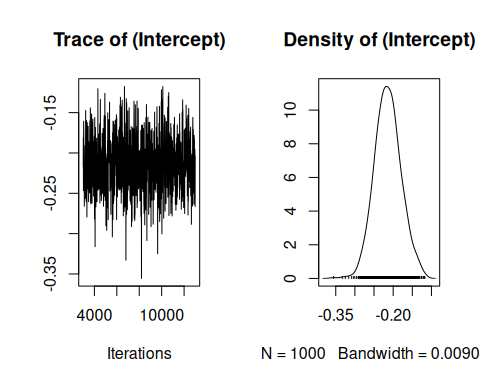 Trace of (Intercept)
-0.15
-0.25
-0.35
4000 10000
Iterations
Density of (Intercept)
10
8
6
4
2
0
-0.35 -0.20
N = 1000 Bandwidth = 0.0090